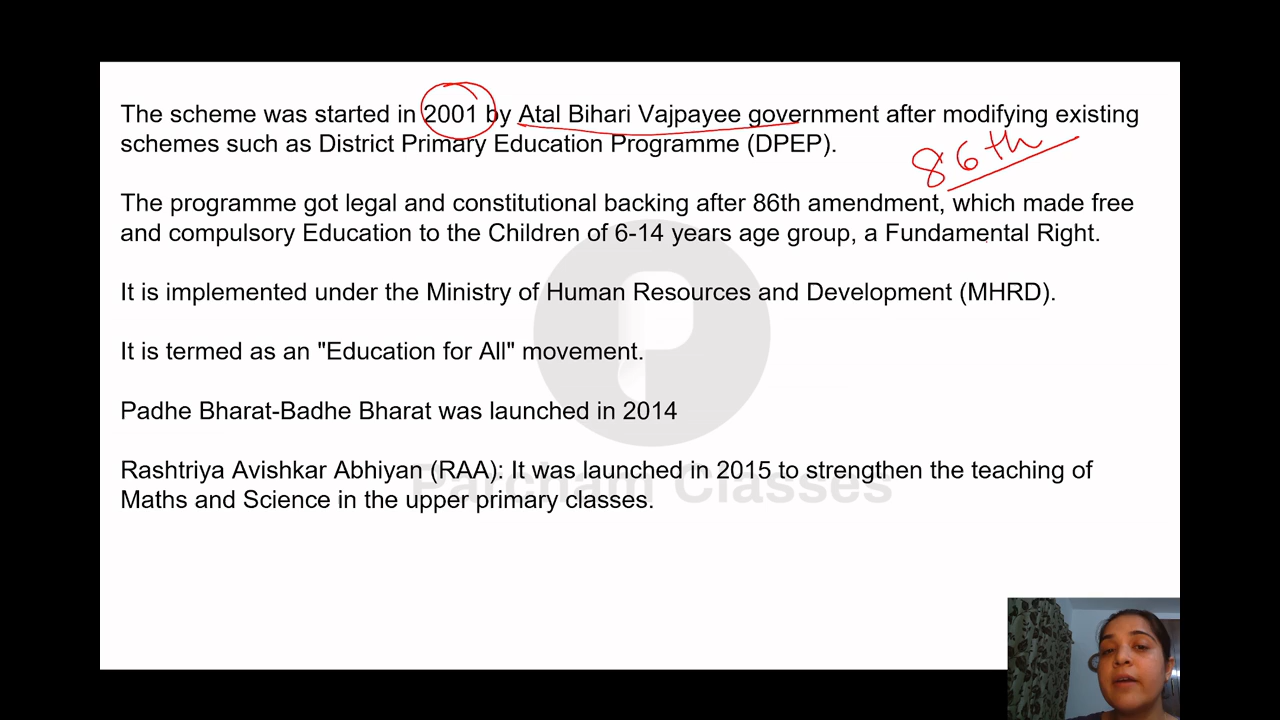 The scheme was started in 2001 by Atal Bihari Vajpayee government after modifying existing
schemes such as District Primary Education Programme (DPEP).
86th
The programme got legal and constitutional backing after 86th amendment, which made free
and compulsory Education to the Children of 6-14 years age group, a Fundamental Right.
It is implemented under the Ministry of Human Resources and Development (MHRD).
It is termed as an "Education for All" movement.
Padhe Bharat-Badhe Bharat was launched in 2014
Rashtriya Avishkar Abhiyan (RAA): It was launched in 2015 to strengthen the teaching of
Parcham Classes
Maths and Science in the upper primary classes.